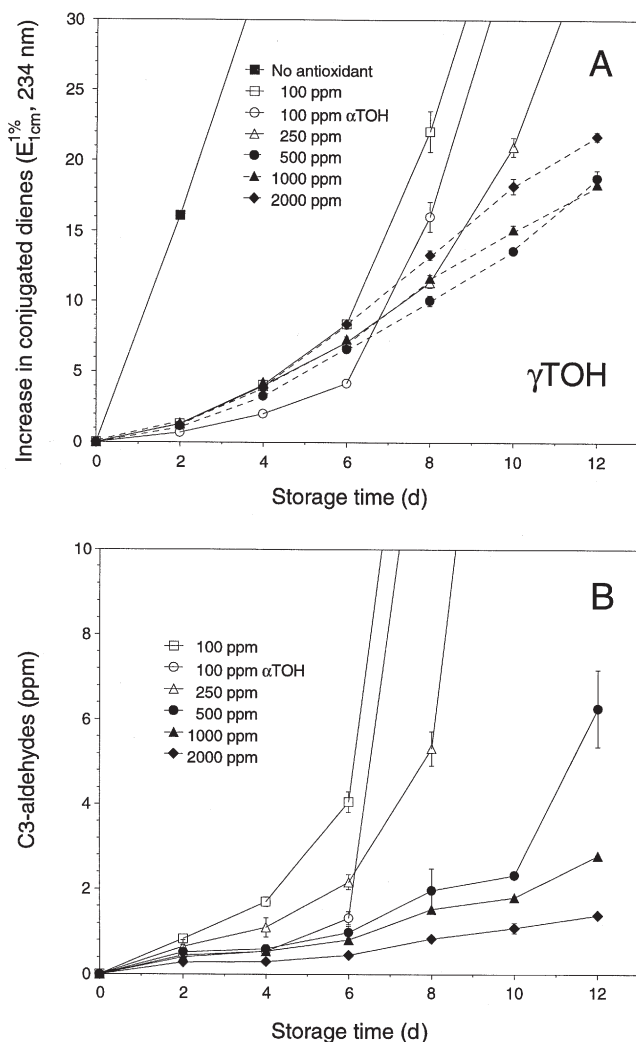 30
25
20
15
10
5
0
Increase in conjugated dienes (E1%1cm, 234 nm)
A
No antioxidant
100 ppm
100 ppm αTOH
250 ppm
500 ppm
1000 ppm
2000 ppm
γTOH
0 2 4 6 8 10 12
Storage time (d)
10
8
6
4
2
0
C3-aldehydes (ppm)
B
100 ppm
100 ppm αTOH
250 ppm
500 ppm
1000 ppm
2000 ppm
0 2 4 6 8 10 12
Storage time (d)